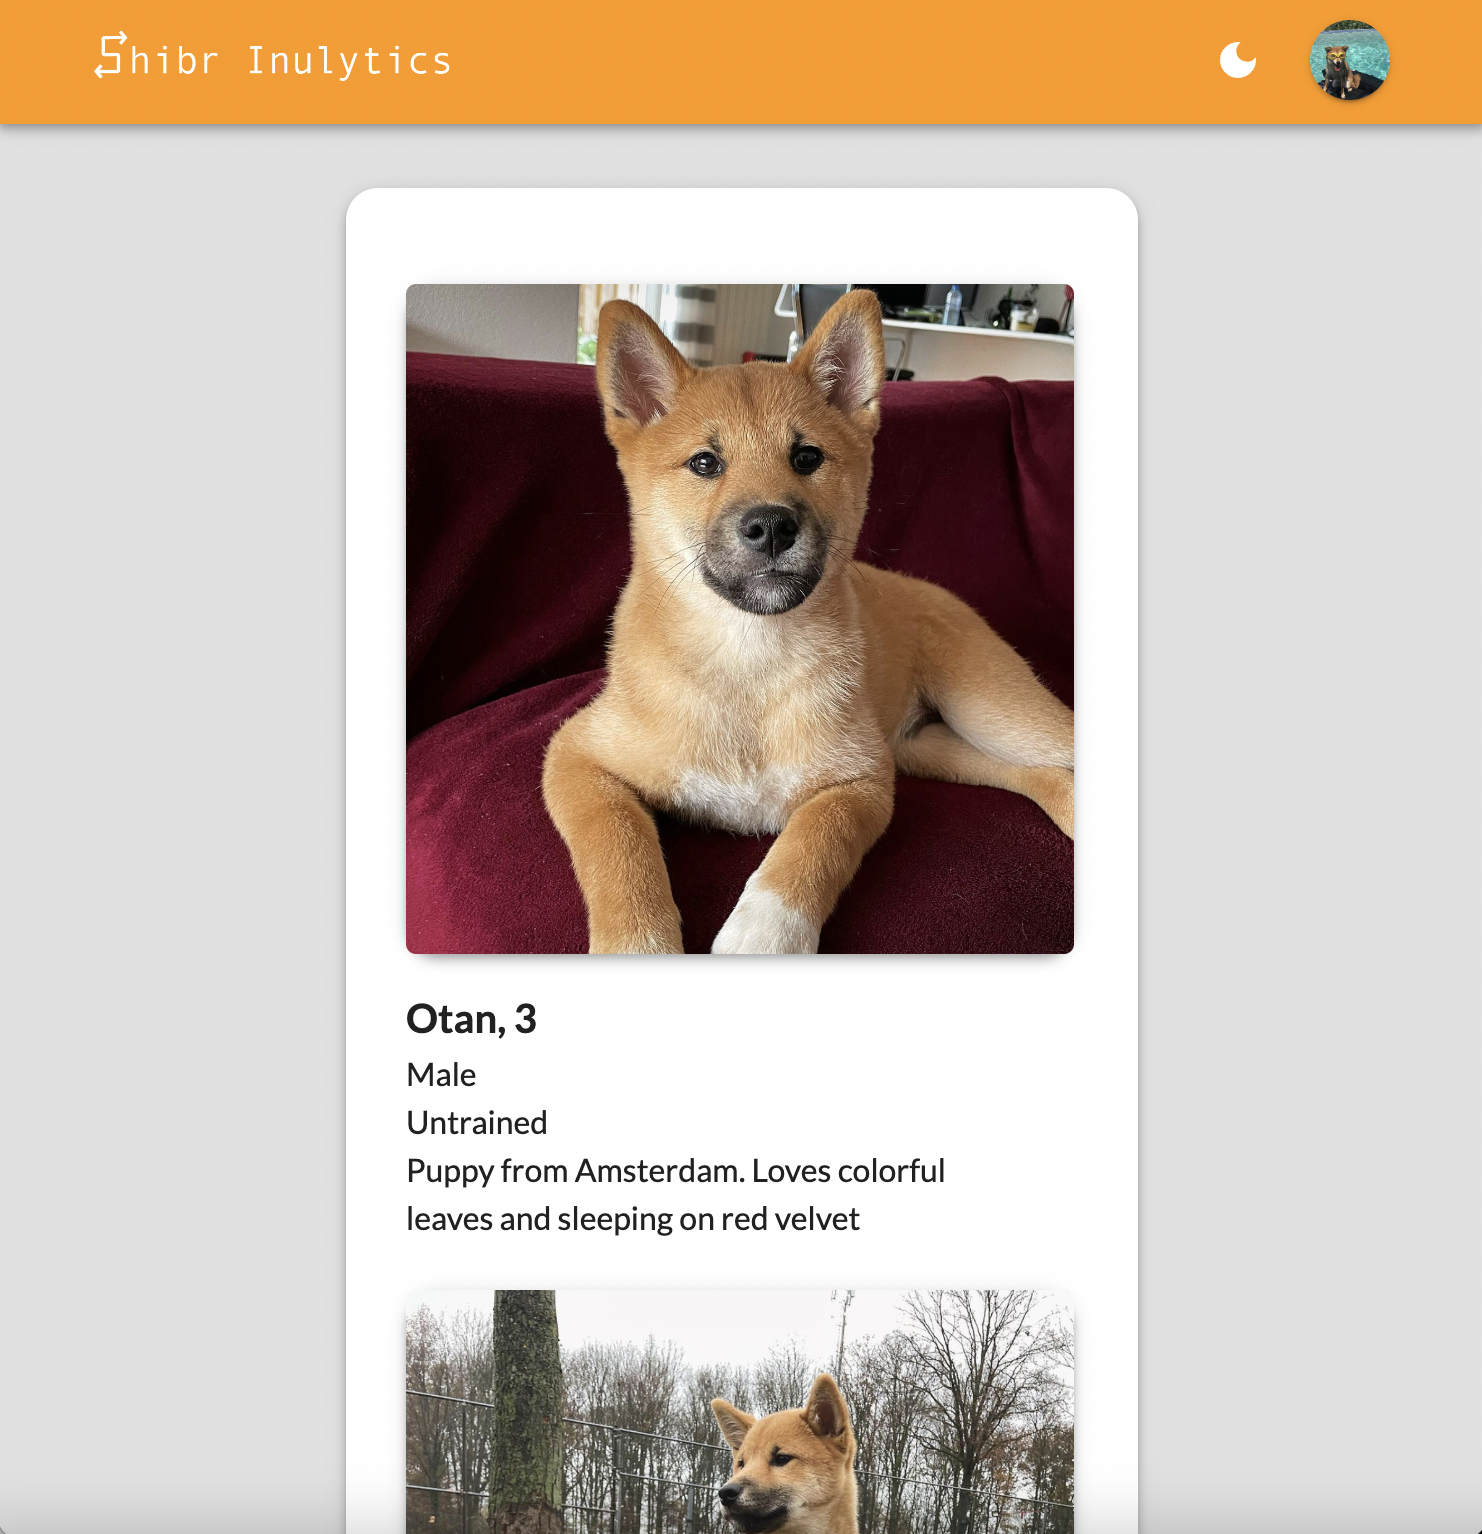 Shibr Inulytics
Otan, 3
Male
Untrained
Puppy from Amsterdam. Loves colorful
leaves and sleeping on red velvet